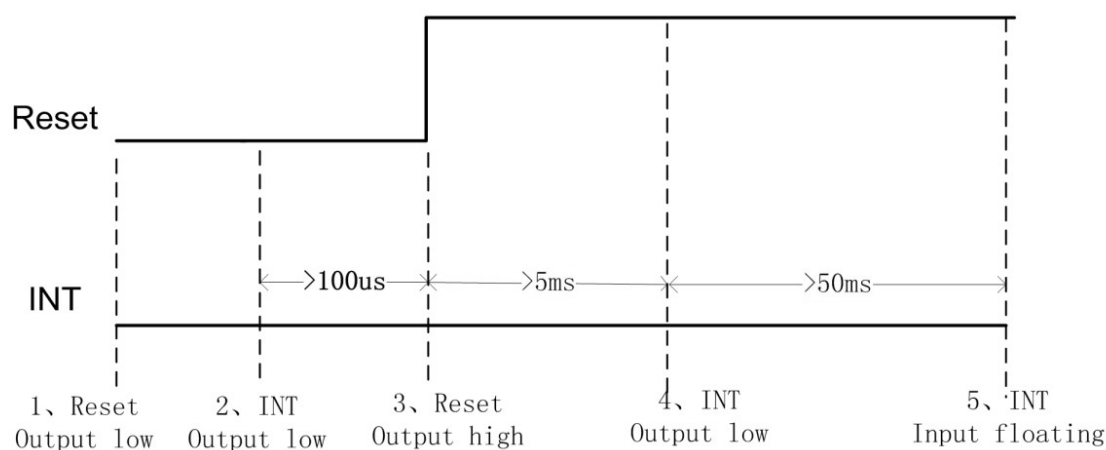 Reset
>100us
>5ms
>50ms
INT
1、Reset
Output low
2、INT
Output low
3、Reset
Output high
4、INT
Output low
5、INT
Input floating